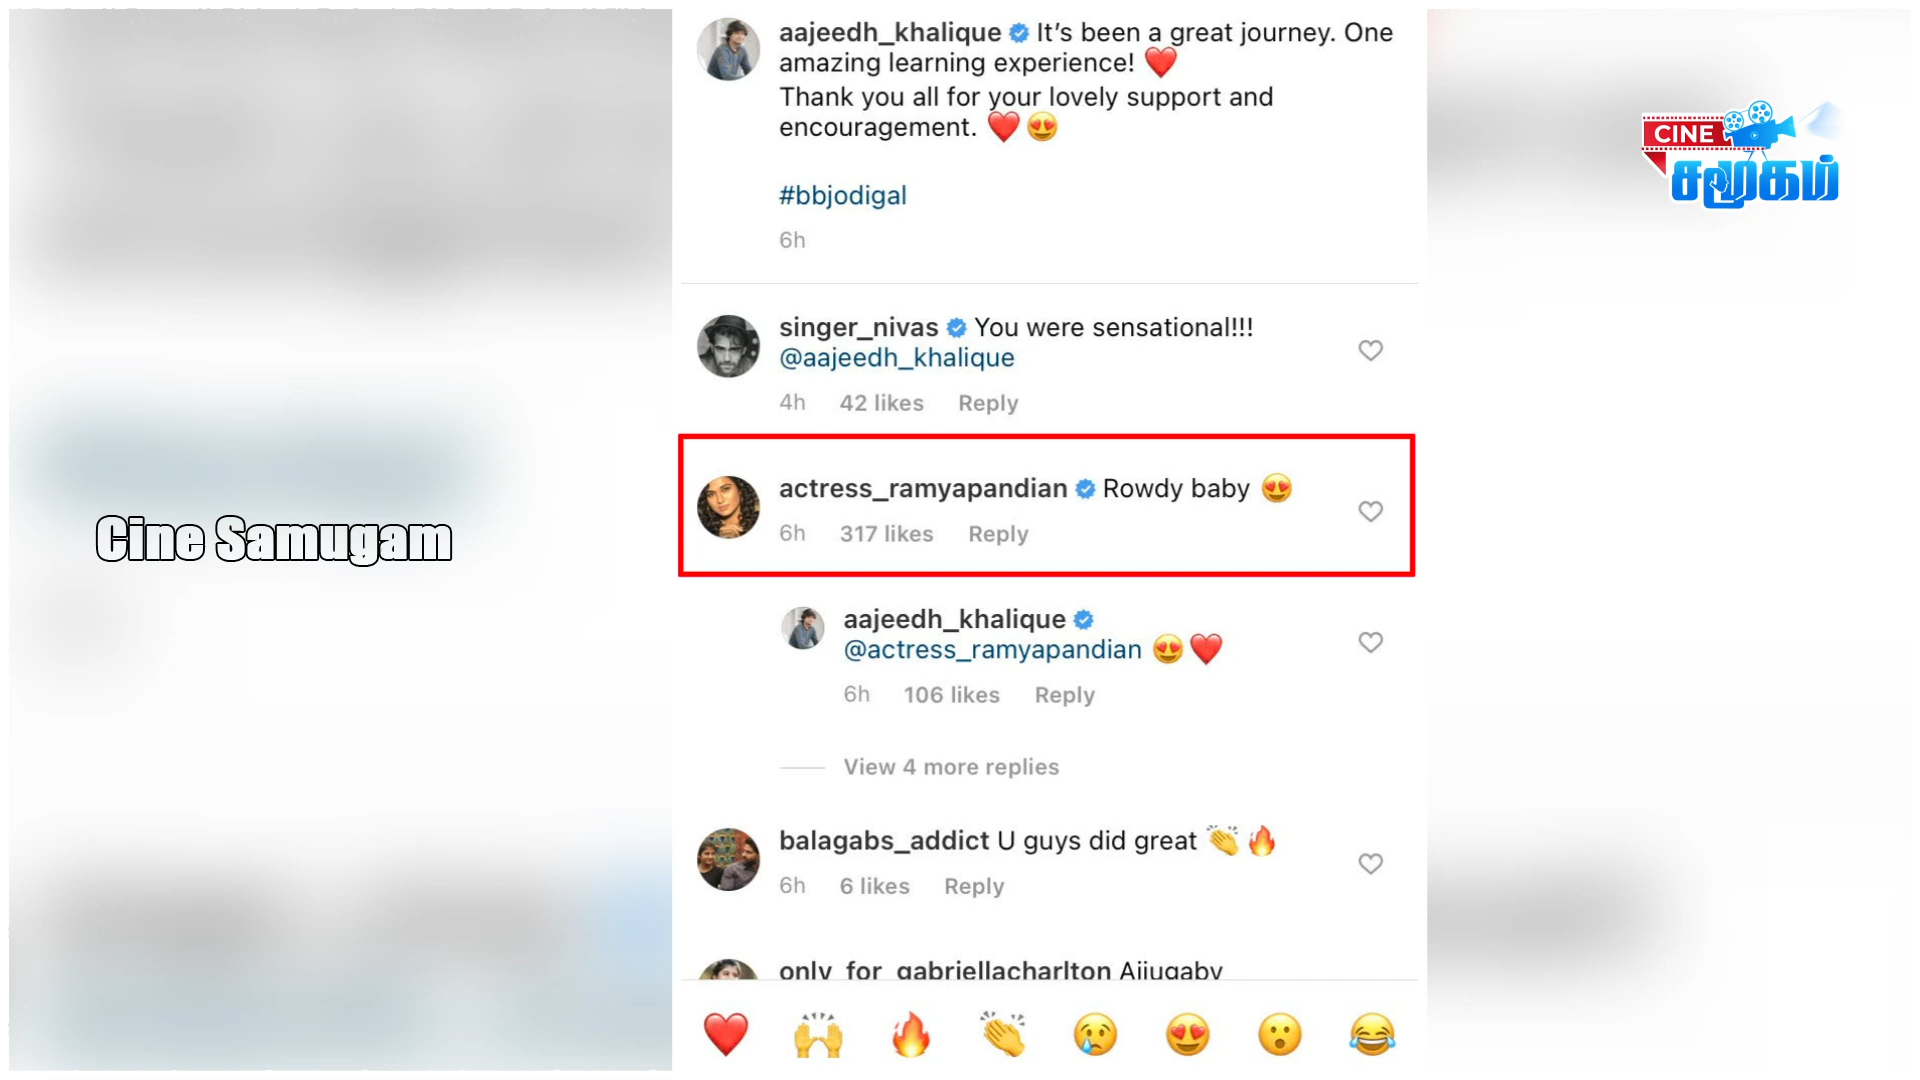 aajeedh_khalique It's been a great journey. One
amazing learning experience! ❤️
Thank you all for your lovely support and
encouragement. ❤️😍
#bbjodigal
6h
singer_nivas You were sensational!!!
@aajeedh_khalique
4h 42 likes Reply
actress_ramyapandian Rowdy baby 😍
6h 317 likes Reply
aajeedh_khalique
@actress_ramyapandian 😍❤️
6h 106 likes Reply
View 4 more replies
balagabs_addict U guys did great 👏🔥
6h 6 likes Reply
only_for_gabriellacharlton Ajjugaby
❤️🙌🔥👏😢😍😮😂
Cine Samugam
CINE
சமூகம்